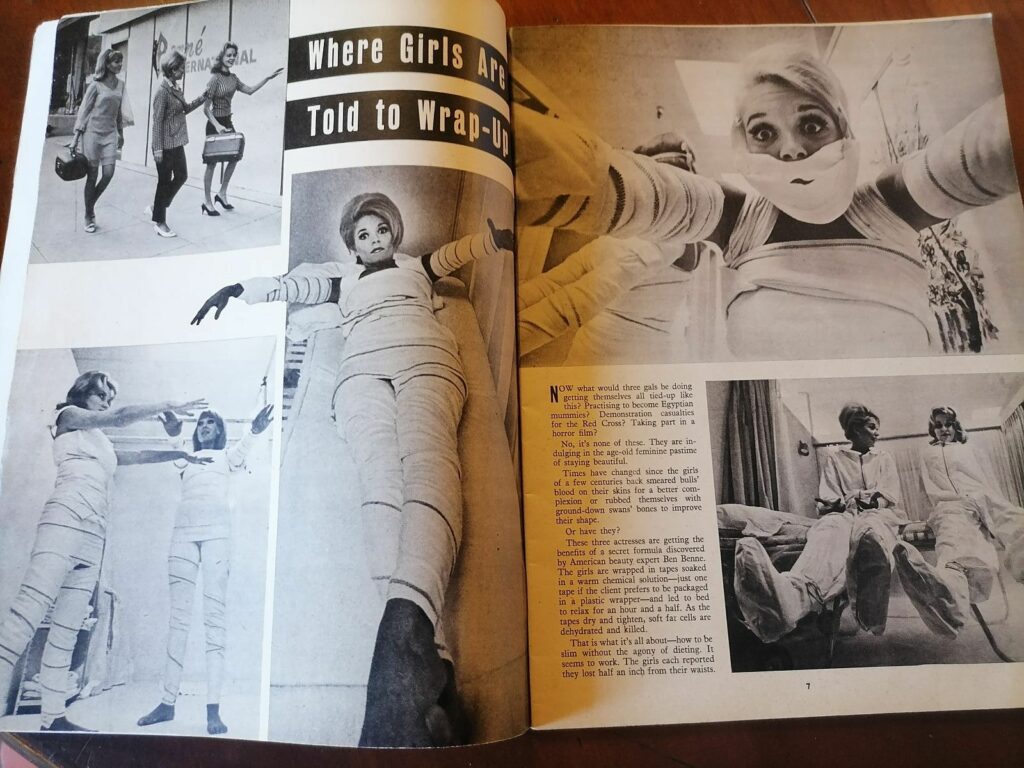 René
INTERNATIONAL
Where Girls Are
Told to Wrap-Up
NOW what would three gals be doing
getting themselves all tied-up like
this? Practising to become Egyptian
mummies? Demonstration casualties
for the Red Cross? Taking part in a
horror film?
No, it's none of these. They are in-
dulging in the age-old feminine pastime
of staying beautiful.
Times have changed since the girls
of a few centuries back smeared bulls'
blood on their skins for a better com-
plexion or rubbed themselves with
ground-down swans' bones to improve
their shape.
Or have they?
These three actresses are getting the
benefits of a secret formula discovered
by American beauty expert Ben Benne.
The girls are wrapped in tapes soaked
in a warm chemical solution—just one
tape if the client prefers to be packaged
in a plastic wrapper—and led to bed
to relax for an hour and a half. As the
tapes dry and tighten, soft fat cells are
dehydrated and killed.
That is what it's all about—how to be
slim without the agony of dieting. It
seems to work. The girls each reported
they lost half an inch from their waists.
7